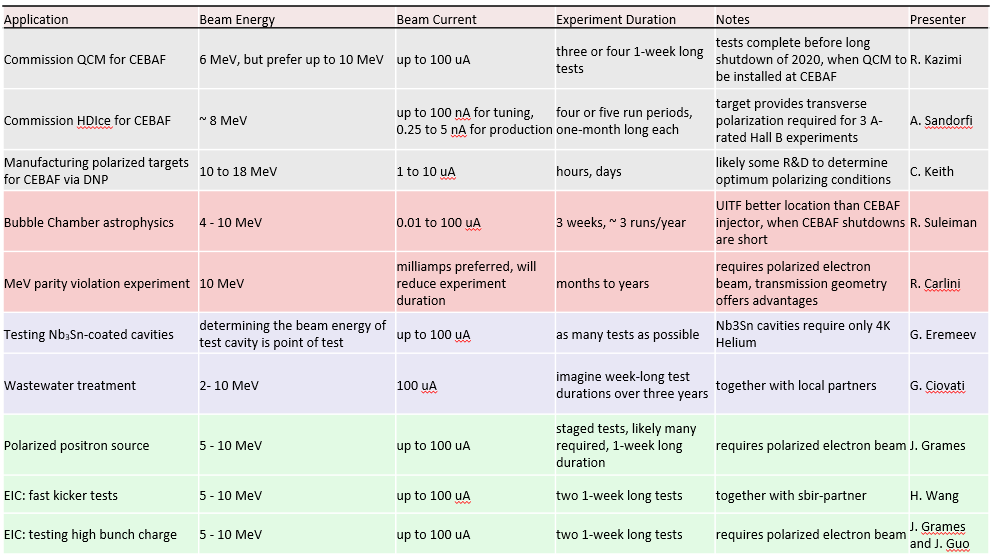 Application Beam Energy Beam Current Experiment Duration Notes Presenter
Commission QCM for CEBAF
6 MeV, but prefer up to 10 MeV
up to 100 uA
three or four 1-week long
tests
tests complete before long
shutdown of 2020, when QCM to
be installed at CEBAF
R. Kazimi
Commission HDIce for CEBAF
~ 8 MeV
up to 100 nA for tuning,
0.25 to 5 nA for production
four or five run periods,
one-month long each
target provides transverse
polarization required for 3 A-
rated Hall B experiments
A. Sandorfi
Manufacturing polarized targets
for CEBAF via DNP
10 to 18 MeV
1 to 10 uA
hours, days
likely some R&D to determine
optimum polarizing conditions
C. Keith
Bubble Chamber astrophysics
4 - 10 MeV
0.01 to 100 uA
3 weeks, ~ 3 runs/year
UITF better location than CEBAF
injector, when CEBAF shutdowns
are short
R. Suleiman
MeV parity violation experiment
10 MeV
milliamps preferred, will
reduce experiment
duration
months to years
requires polarized electron
beam, transmission geometry
offers advantages
R. Carlini
Testing Nb₃Sn-coated cavities
determining the beam energy of
test cavity is point of test
up to 100 uA
as many tests as possible
Nb3Sn cavities require only 4K
Helium
G. Eremeev
Wastewater treatment
2- 10 MeV
100 uA
imagine week-long test
durations over three years
together with local partners
G. Ciovati
Polarized positron source
5 - 10 MeV
up to 100 uA
staged tests, likely many
required, 1-week long
duration
requires polarized electron beam
J. Grames
EIC: fast kicker tests
5 - 10 MeV
up to 100 uA
two 1-week long tests
together with sbir-partner
H. Wang
EIC: testing high bunch charge
5 - 10 MeV
up to 100 uA
two 1-week long tests
requires polarized electron beam
J. Grames
and J. Guo